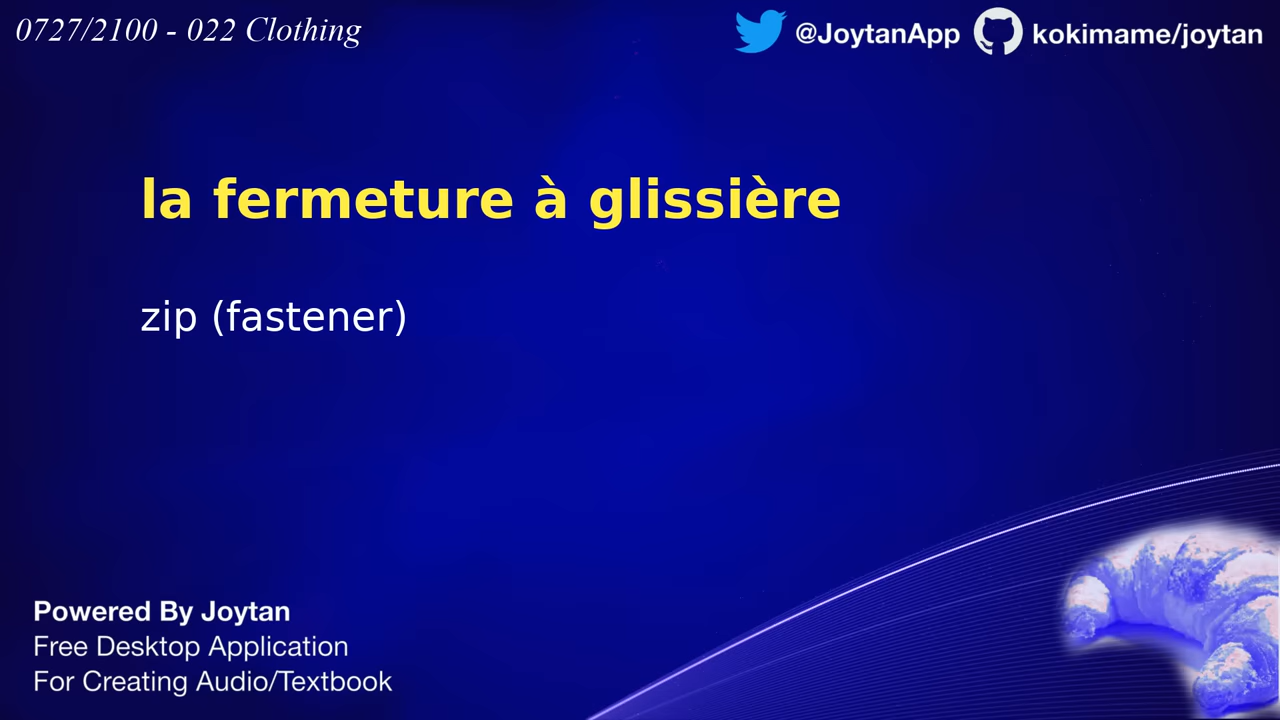 0727/2100 - 022 Clothing
@JoytanApp
kokimame/joytan
la fermeture à glissière
zip (fastener)
Powered By Joytan
Free Desktop Application
For Creating Audio/Textbook